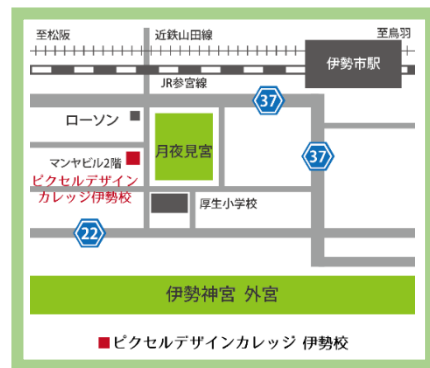 至松阪
近鉄山田線
至鳥羽
伊勢市駅
JR参宮線
37
ローソン
月夜見宮
37
マンヤビル2階
ピクセルデザイン
カレッジ伊勢校
厚生小学校
22
伊勢神宮 外宮
■ピクセルデザインカレッジ 伊勢校